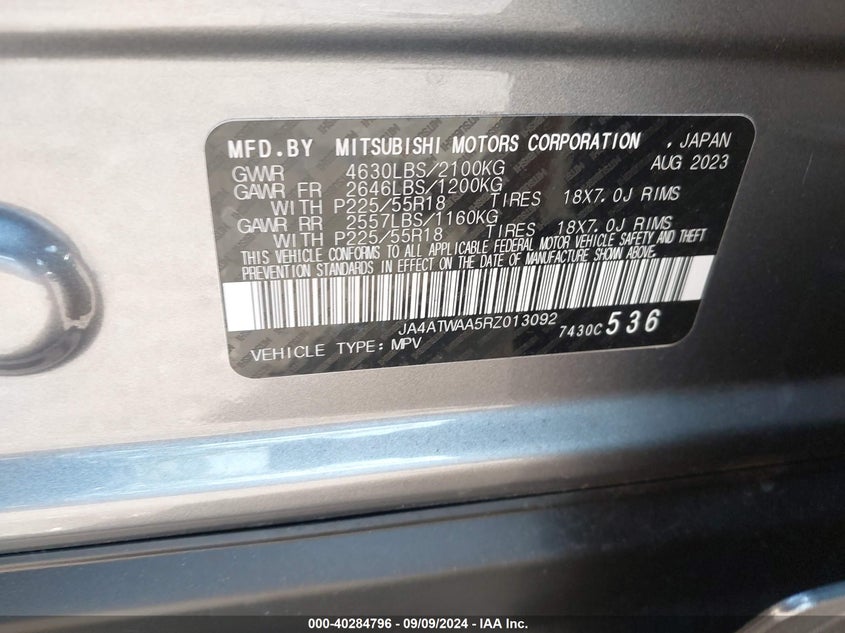 MFD.BY MITSUBISHI MOTORS CORPORATION , JAPAN
GVWR 4630LBS/2100KG AUG 2023
GAWR FR 2646LBS/1200KG
WITH P225/55R18 TIRES 18X7.0J RIMS
GAWR RR 2557LBS/1160KG
WITH P225/55R18 TIRES 18X7.0J RIMS
THIS VEHICLE CONFORMS TO ALL APPLICABLE FEDERAL MOTOR VEHICLE SAFETY AND THEFT
PREVENTION STANDARDS IN EFFECT ON THE DATE OF MANUFACTURE SHOWN ABOVE.
JA4ATWAA5RZ013092
VEHICLE TYPE:MPV 7430C 536
000-40284796 - 09/09/2024 - IAA Inc.